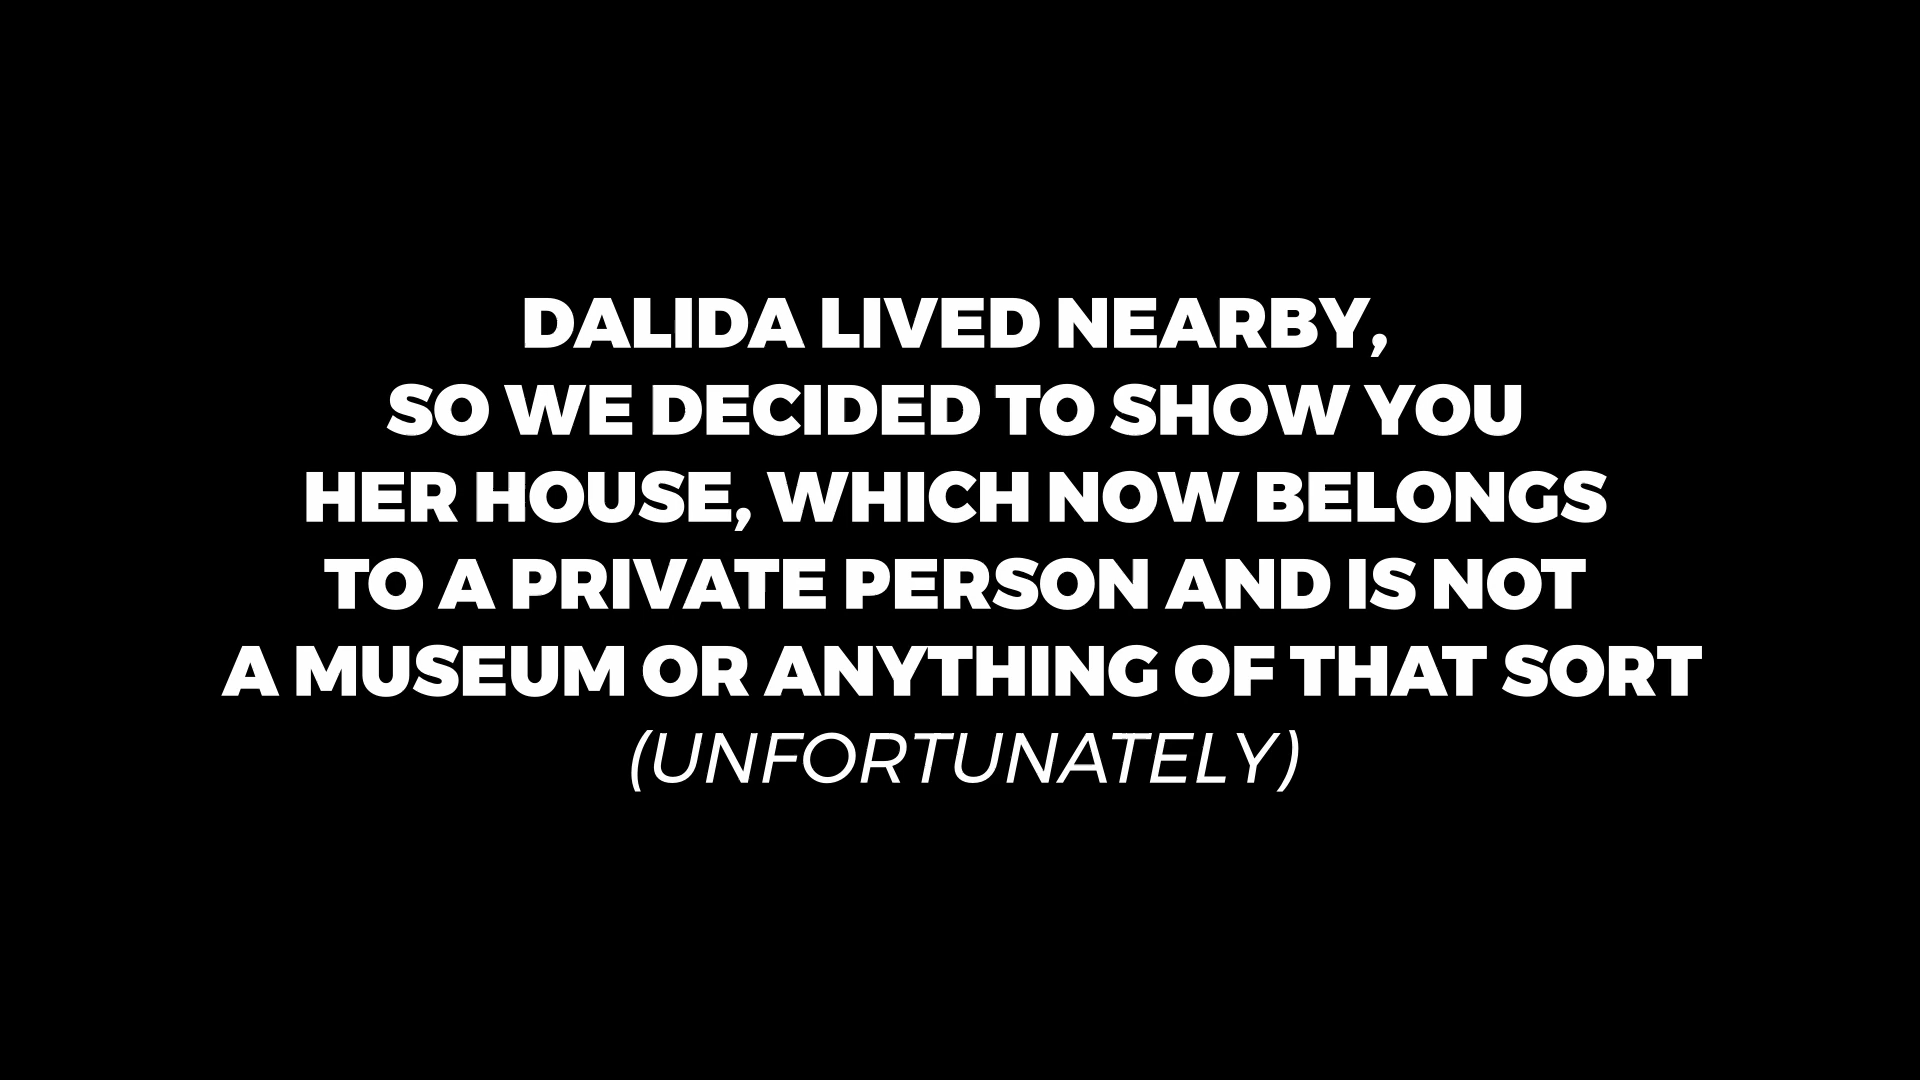 DALIDA LIVED NEARBY,
SO WE DECIDED TO SHOW YOU
HER HOUSE, WHICH NOW BELONGS
TO A PRIVATE PERSON AND IS NOT
A MUSEUM OR ANYTHING OF THAT SORT
(UNFORTUNATELY)